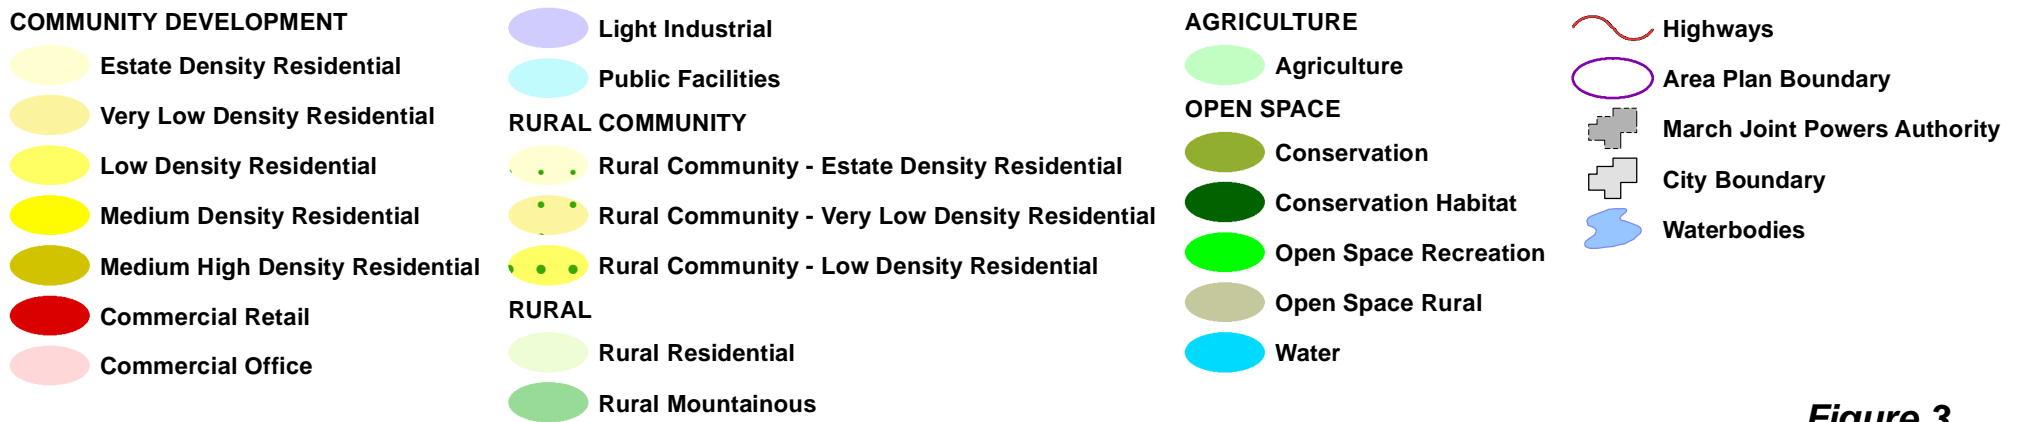 COMMUNITY DEVELOPMENT
Estate Density Residential
Very Low Density Residential
Low Density Residential
Medium Density Residential
Medium High Density Residential
Commercial Retail
Commercial Office
Light Industrial
Public Facilities
RURAL COMMUNITY
Rural Community - Estate Density Residential
Rural Community - Very Low Density Residential
Rural Community - Low Density Residential
RURAL
Rural Residential
Rural Mountainous
AGRICULTURE
Agriculture
OPEN SPACE
Conservation
Conservation Habitat
Open Space Recreation
Open Space Rural
Water
Highways
Area Plan Boundary
March Joint Powers Authority
City Boundary
Waterbodies
Figure 3